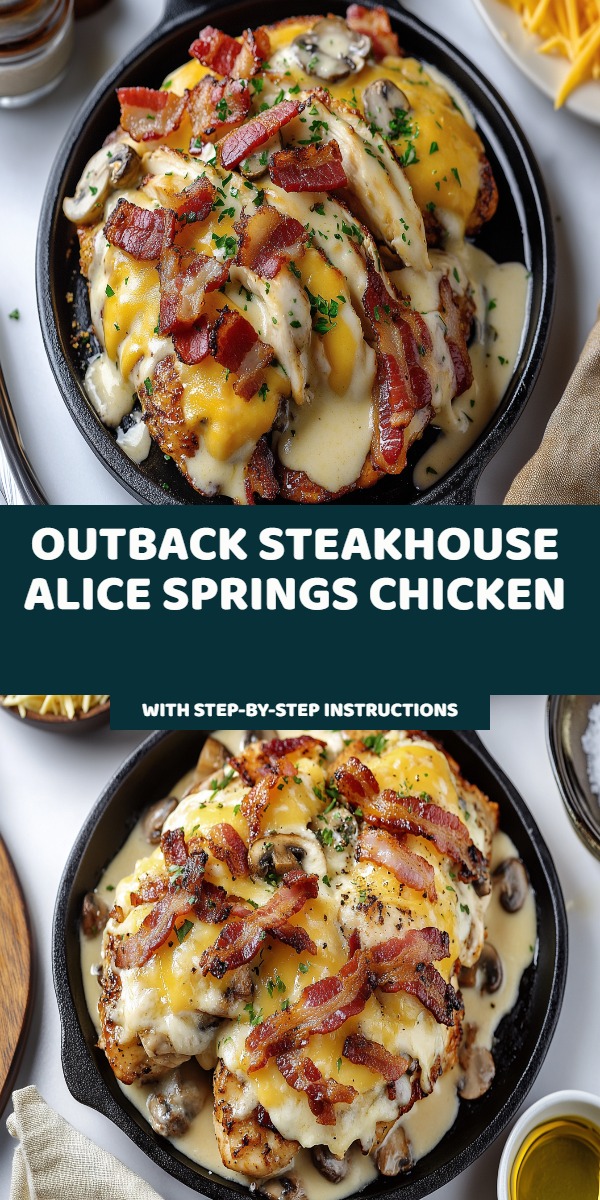 OUTBACK STEAKHOUSE
ALICE SPRINGS CHICKEN
WITH STEP-BY-STEP INSTRUCTIONS